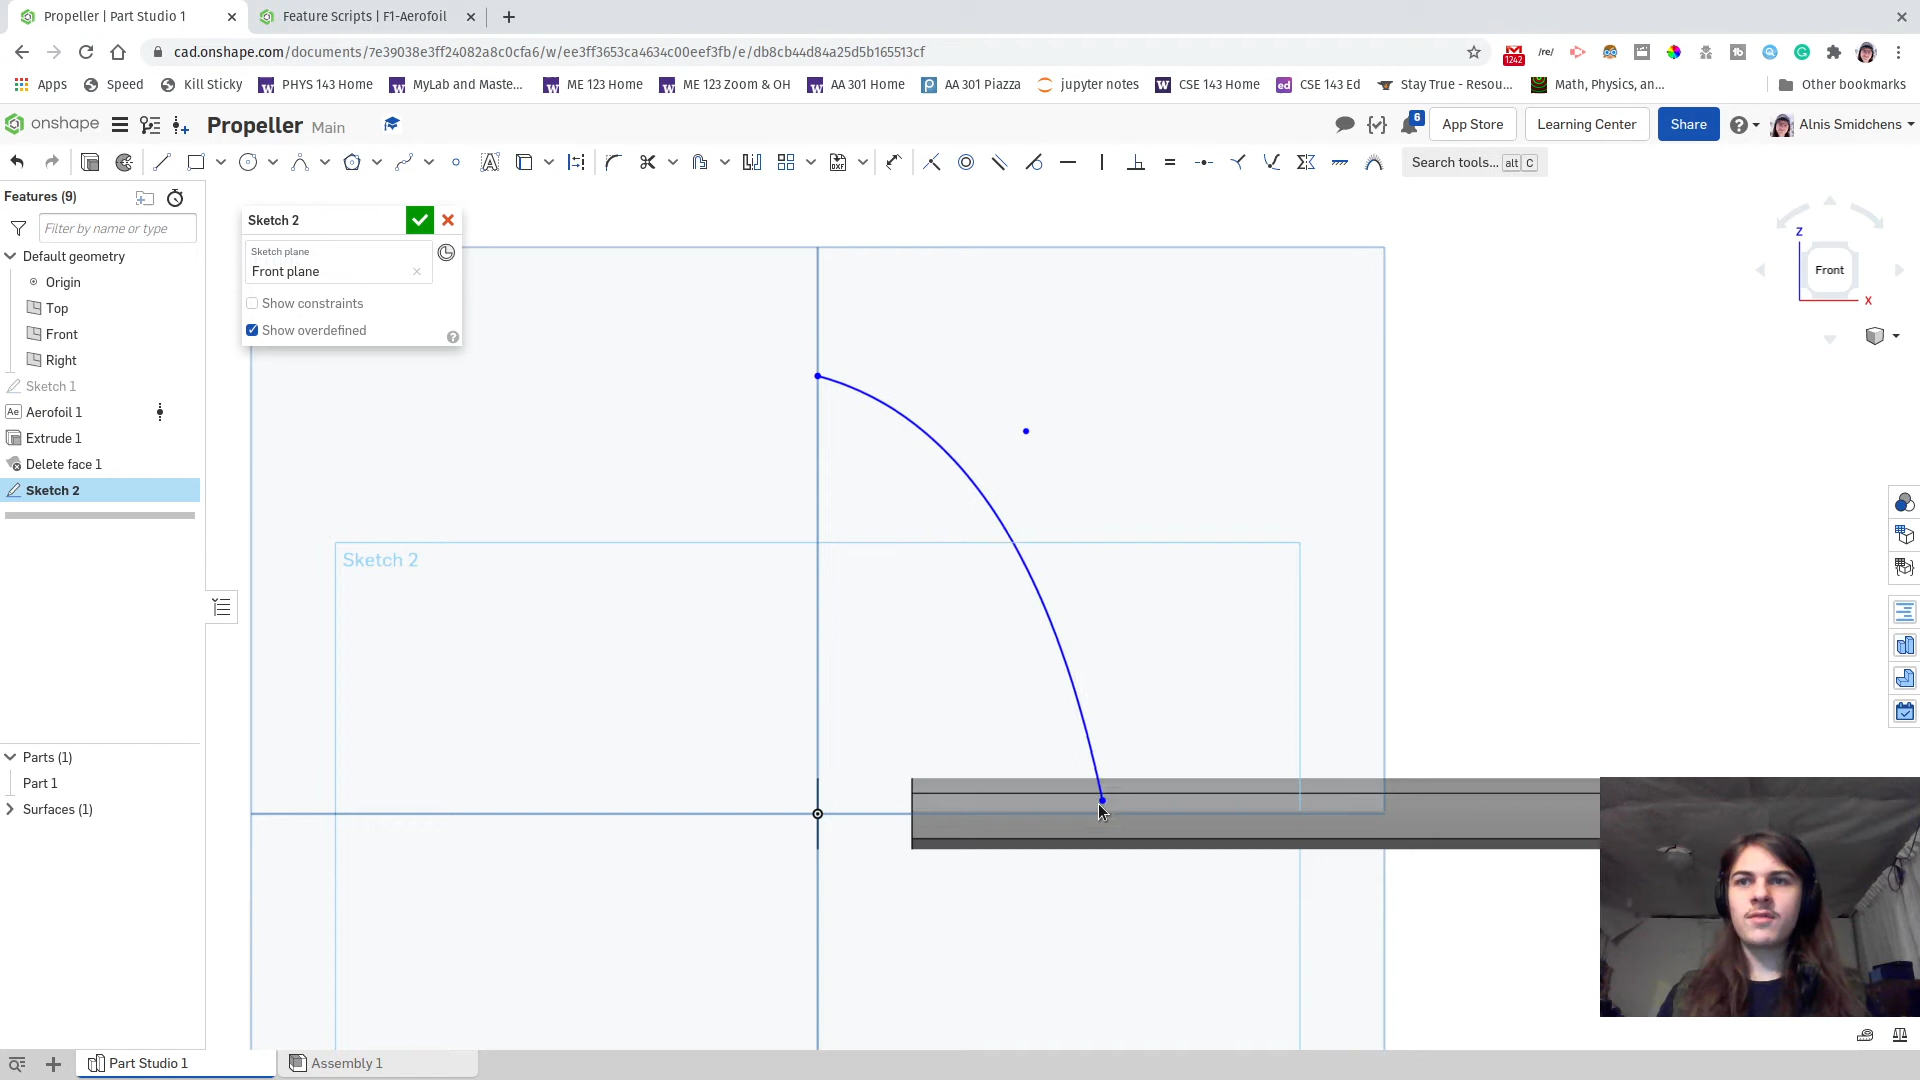 Propeller | Part Studio 1
Feature Scripts | F1-Aerofoil
cad.onshape.com/documents/7e39038e3ff24082a8c0cfa6/w/ee3ff3653ca4634c00eef3fb/e/db8cb44d84a25d5b165513cf
1242
/re/
Apps
Speed
Kill Sticky
W PHYS 143 Home
W MyLab and Maste...
W ME 123 Home
W ME 123 Zoom & OH
W AA 301 Home
AA 301 Piazza
jupyter notes
W CSE 143 Home
ed CSE 143 Ed
Stay True - Resou...
Math, Physics, an...
Other bookmarks
onshape
Propeller Main
6
App Store
Learning Center
Share
Alnis Smidchens
Search tools... alt C
Features (9)
Filter by name or type
Default geometry
Origin
Top
Front
Right
Sketch 1
Ae Aerofoil 1
Extrude 1
Delete face 1
Sketch 2
Parts (1)
Part 1
Surfaces (1)
Sketch 2
Sketch plane
Front plane
Show constraints
Show overdefined
Sketch 2
Z
Front
X
Part Studio 1
Assembly 1